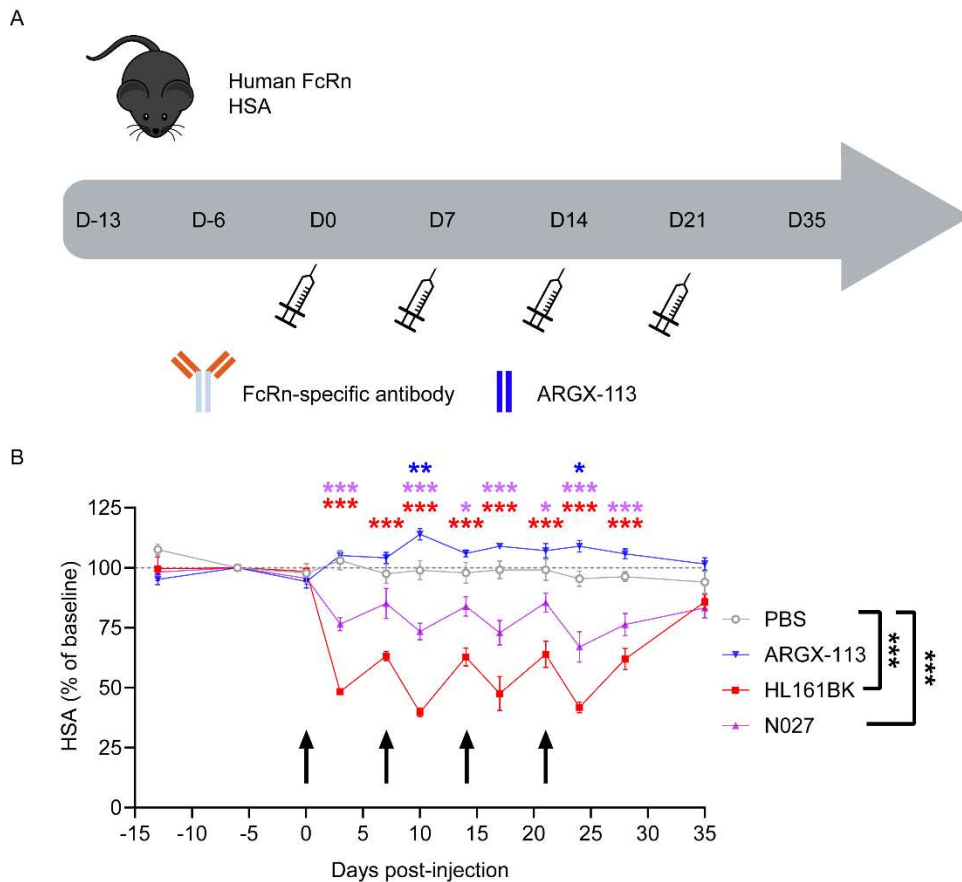 A
Human FcRn
HSA
D-13 D-6 D0 D7 D14 D21 D35
FcRn-specific antibody ARGX-113
B
** *
*** *** * *** * *** ***
*** *** *** *** *** *** *** ***
125
100
75
50
25
0
HSA (% of baseline)
-15 -10 -5 0 5 10 15 20 25 30 35
Days post-injection
PBS
ARGX-113
HL161BK
N027
***
***